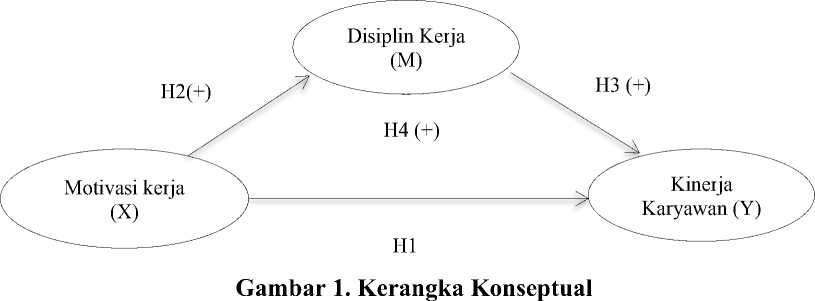 Disiplin Kerja
(M)
H2(+)
H3 (+)
H4 (+)
Motivasi kerja
(X)
Kinerja
Karyawan (Y)
H1
Gambar 1. Kerangka Konseptual